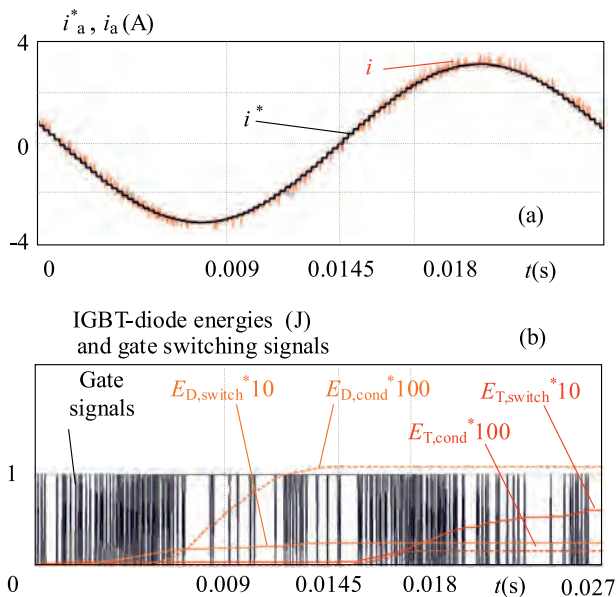 i*a , ia (A)
4
i
i*
0
(a)
-4
0 0.009 0.0145 0.018 t(s)
IGBT-diode energies (J)
and gate switching signals
(b)
Gate
signals
ED,switch*10
ED,cond*100
ET,switch*10
ET,cond*100
1
0 0.009 0.0145 0.018 t(s) 0.027